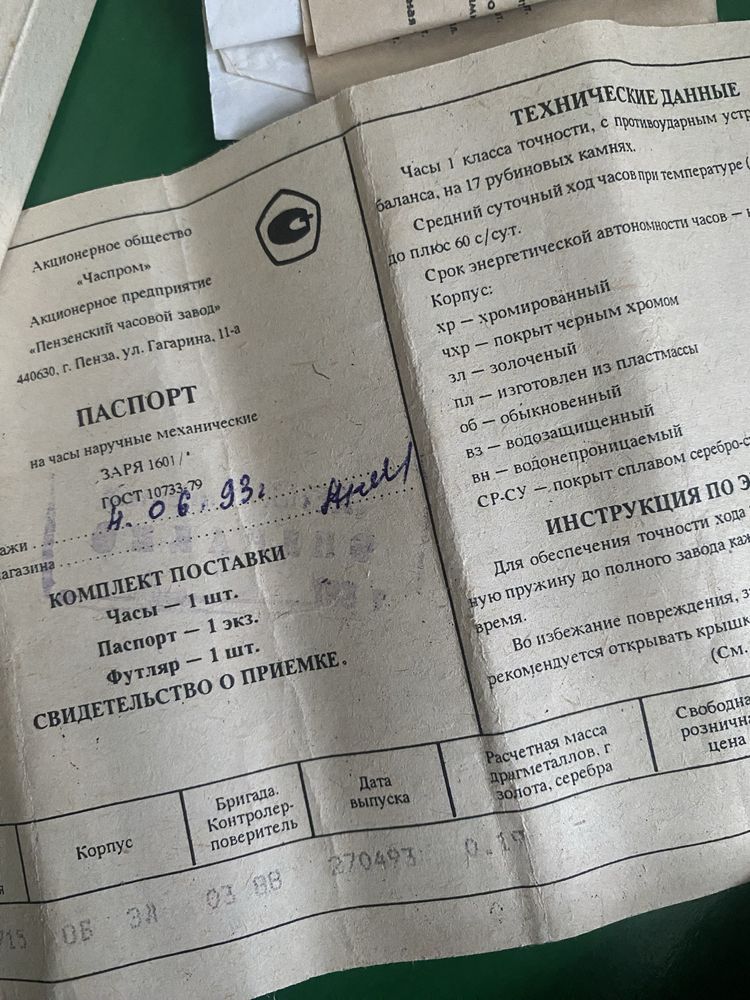 Акционерное общество
«Часпром»
Акционерное предприятие
«Пензенский часовой завод»
440630, г. Пенза, ул. Гагарина, 11-а
ПАСПОРТ
на часы наручные механические
ЗАРЯ 1601/
ГОСТ 10733-79
ажи 4. 06. 93г.
агазина
КОМПЛЕКТ ПОСТАВКИ
Часы — 1 шт.
Паспорт — 1 экз.
Футляр — 1 шт.
СВИДЕТЕЛЬСТВО О ПРИЕМКЕ.
ТЕХНИЧЕСКИЕ ДАННЫЕ
Часы 1 класса точности, с противоударным устр
баланса, на 17 рубиновых камнях.
Средний суточный ход часов при температуре (
до плюс 60 с/сут.
Срок энергетической автономности часов —
Корпус:
хр — хромированный
чхр — покрыт черным хромом
зл — золоченый
пл — изготовлен из пластмассы
об — обыкновенный
вз — водозащищенный
вн — водонепроницаемый
СР-СУ — покрыт сплавом серебро-с
ИНСТРУКЦИЯ ПО Э
Для обеспечения точности хода
ную пружину до полного завода каж
время.
Во избежание повреждения, з
рекомендуется открывать крышк
(См.
Корпус
Бригада.
Контролер-
поверитель
Дата
выпуска
Расчетная масса
драгметаллов, г
золота, серебра
Свободна
рознична
цена
715 ОБ ЗЛ 03 88 270493 0.19 -